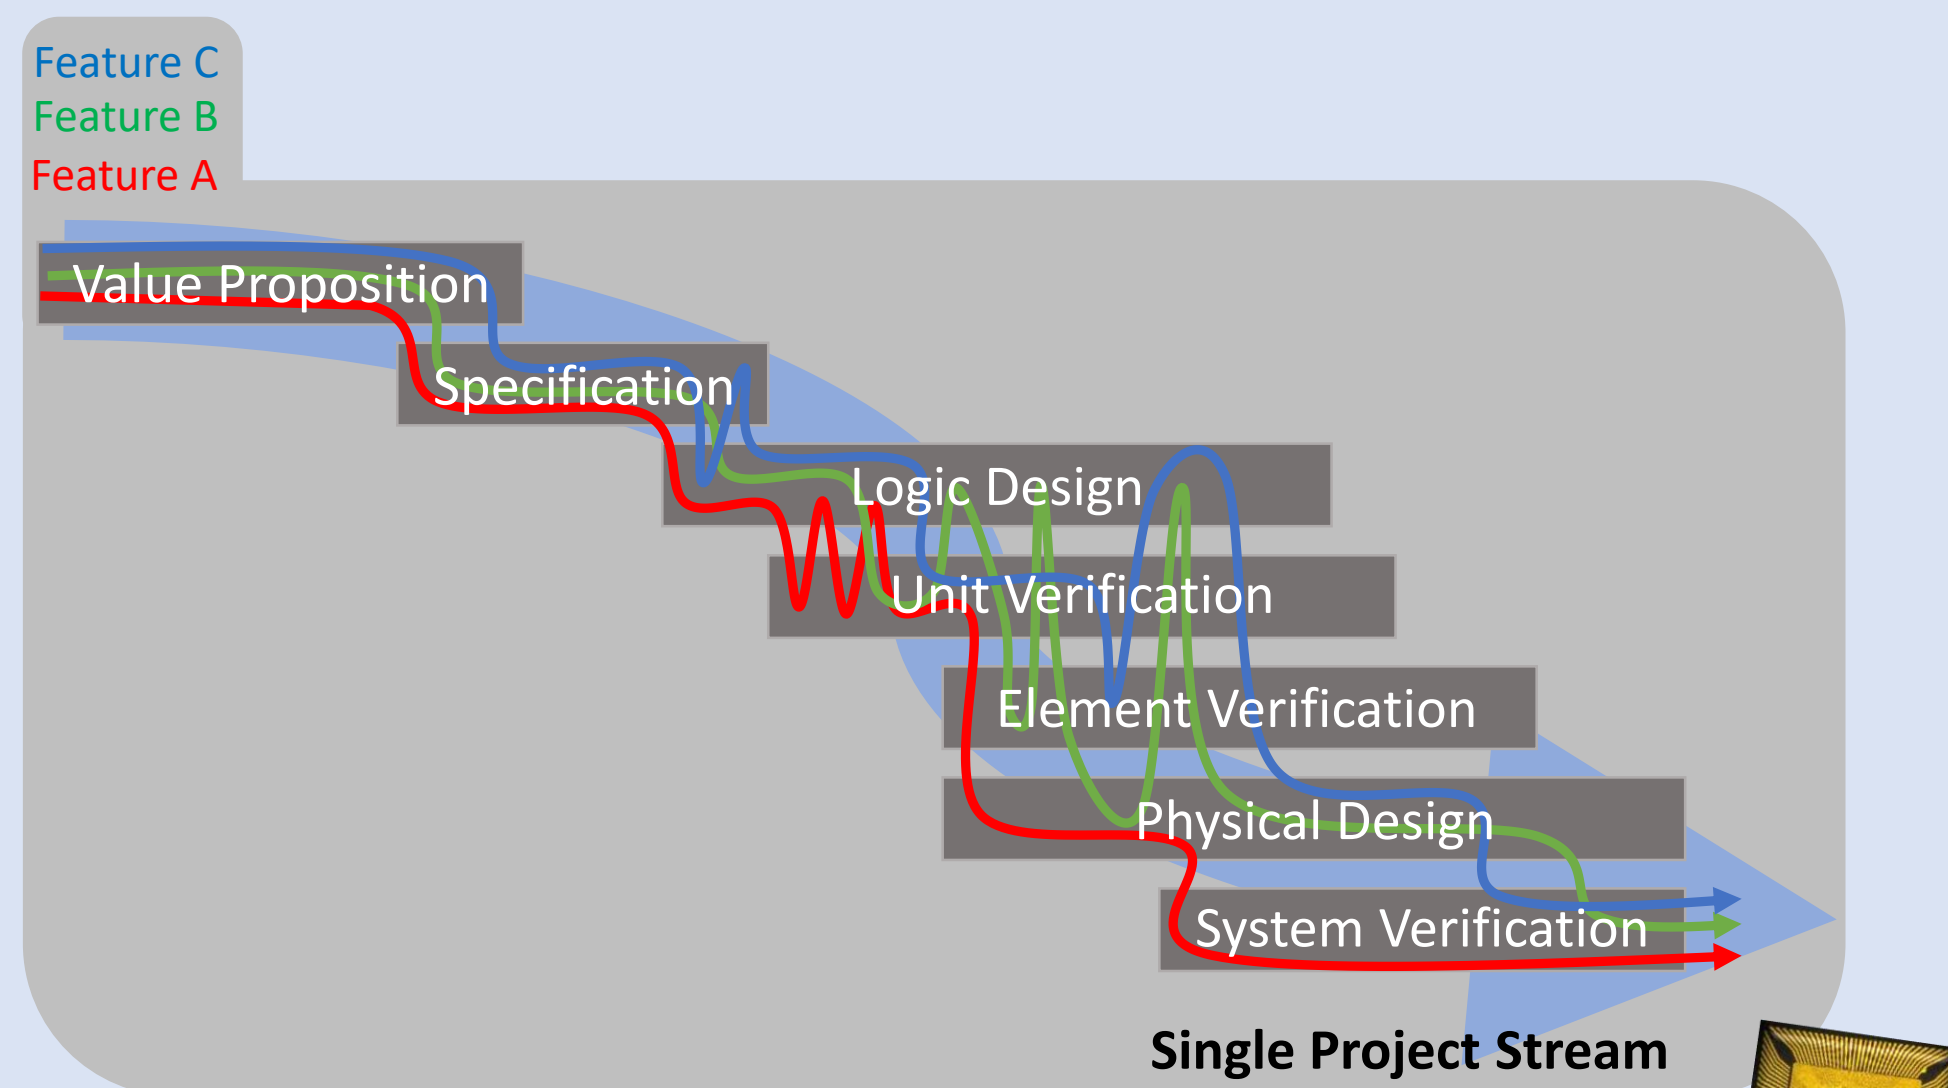 Feature C
Feature B
Feature A
Value Proposition
Specification
Logic Design
Unit Verification
Element Verification
Physical Design
System Verification
Single Project Stream